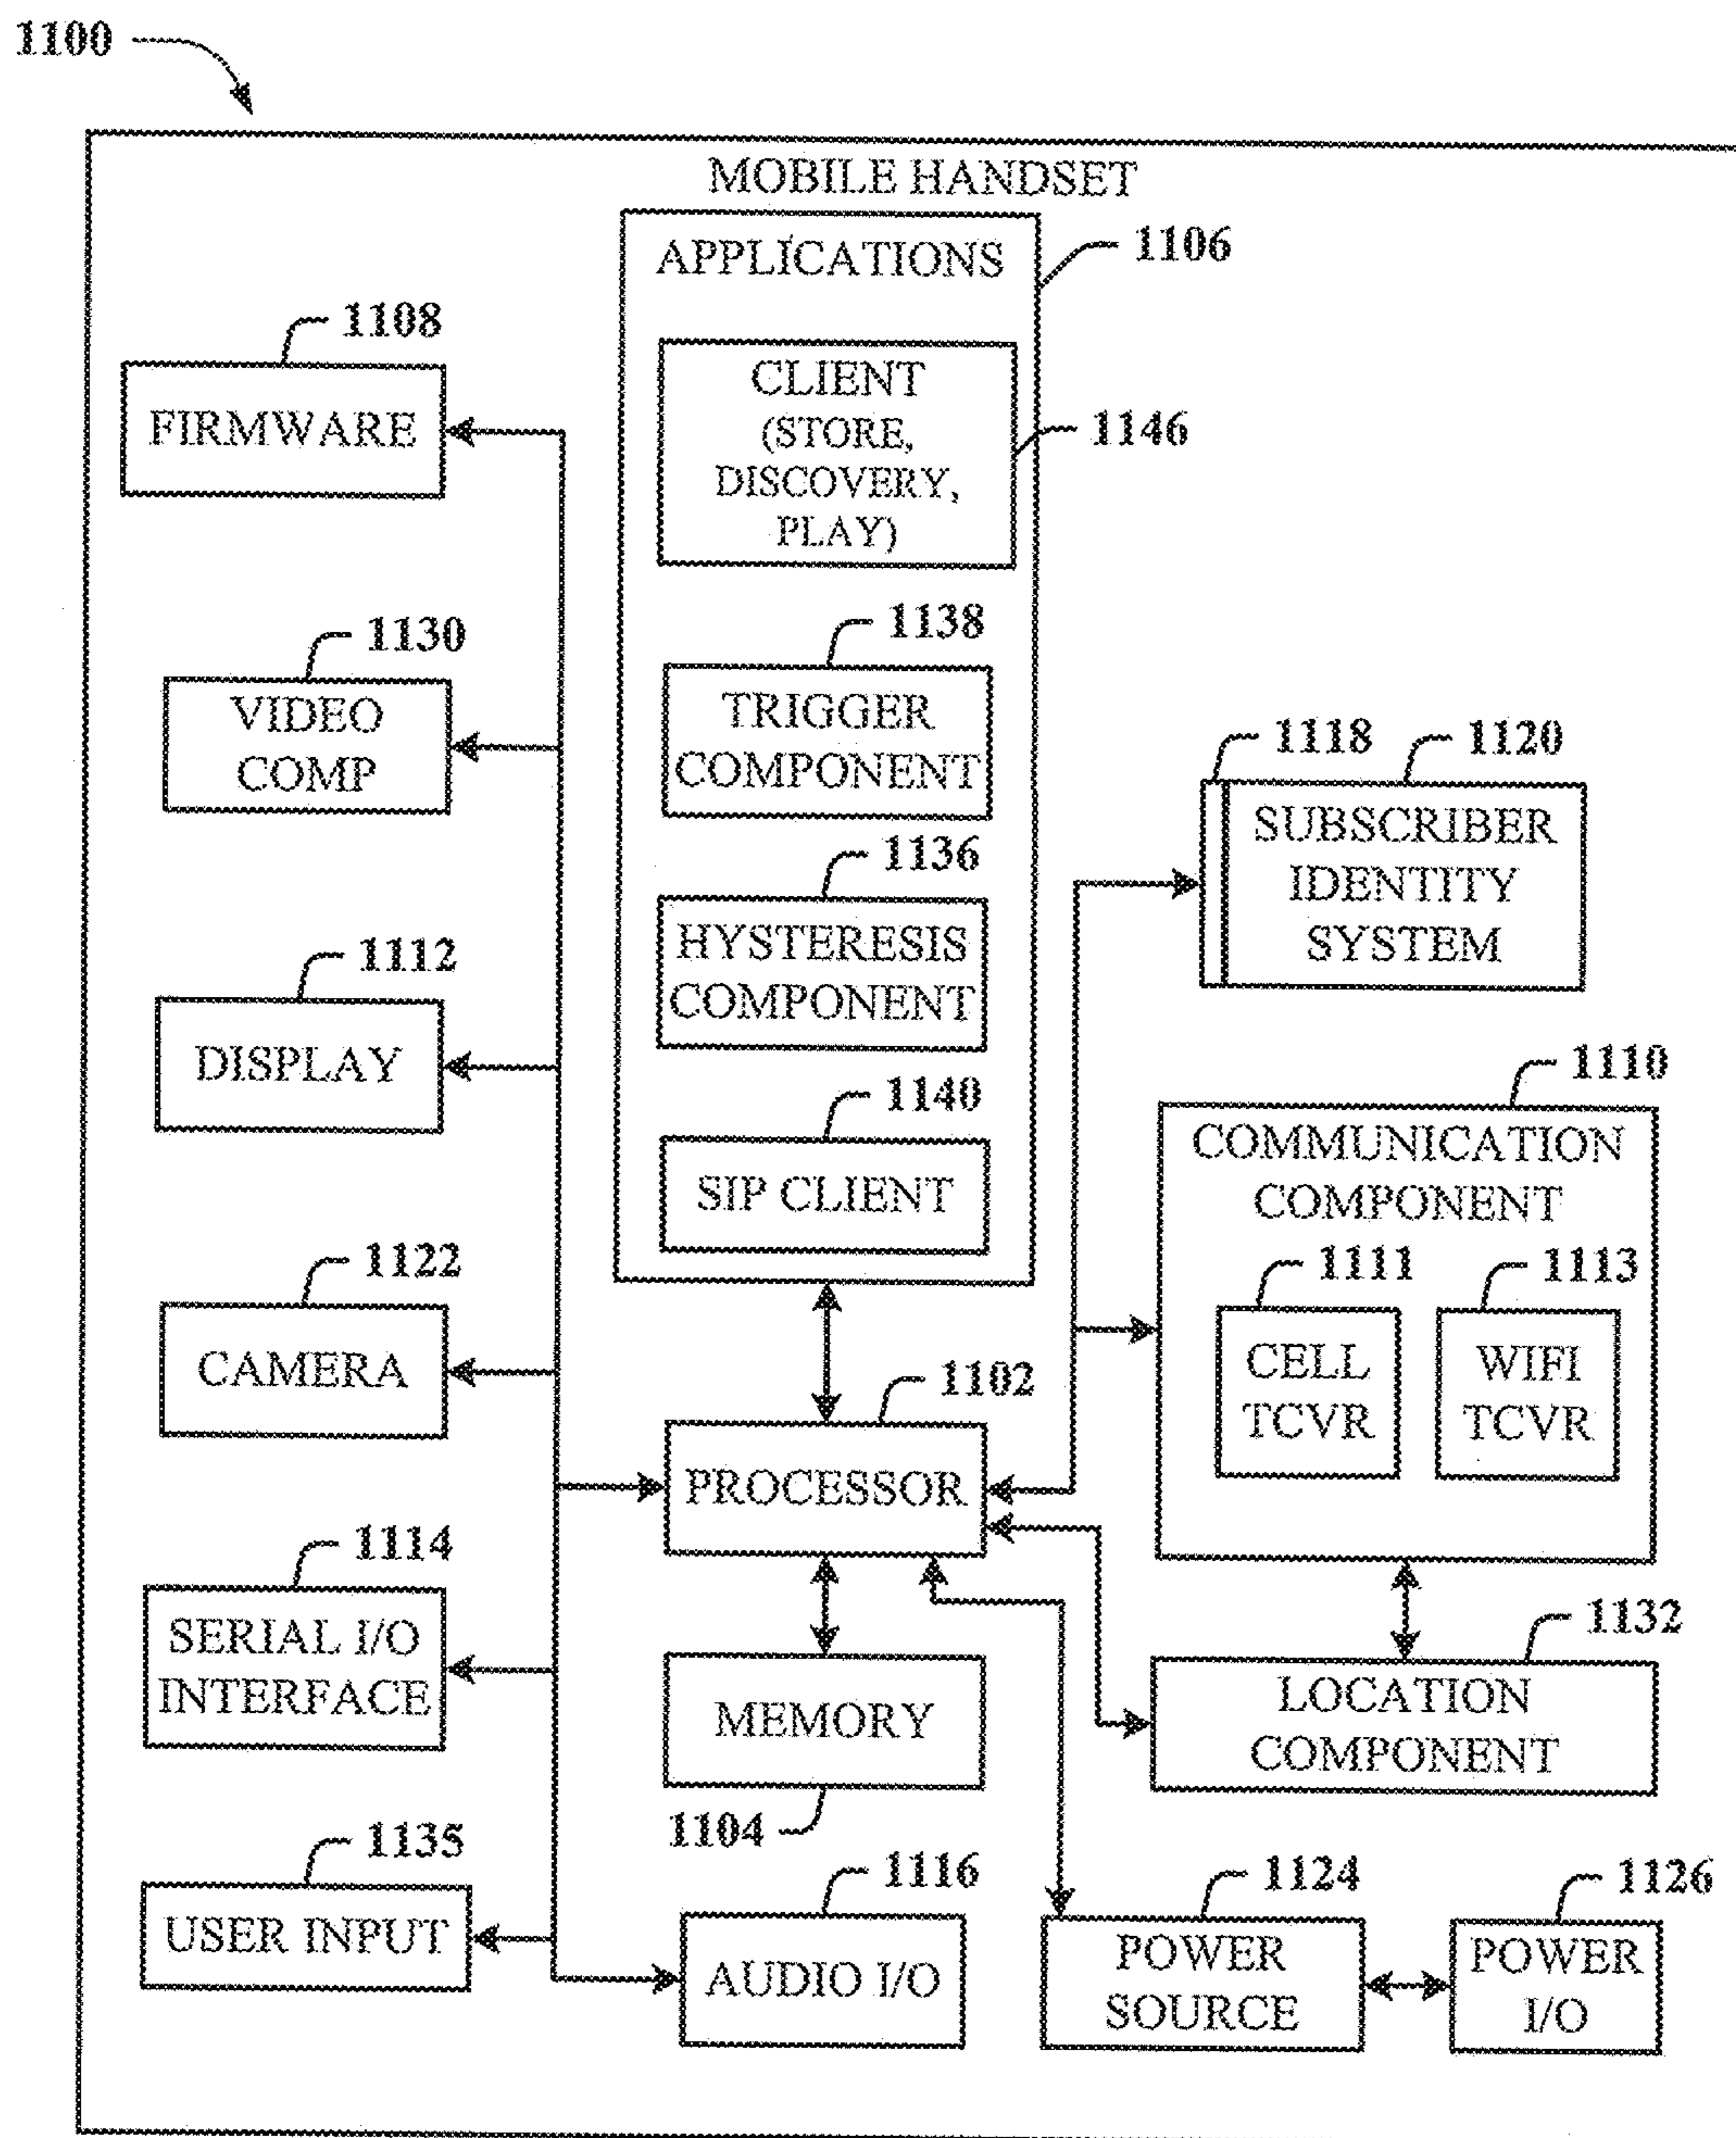 1100
MOBILE HANDSET
APPLICATIONS
1106
CLIENT
(STORE,
DISCOVERY,
PLAY)
1146
1138
TRIGGER
COMPONENT
1136
HYSTERESIS
COMPONENT
1140
SIP CLIENT
1108
FIRMWARE
1130
VIDEO
COMP
1112
DISPLAY
1122
CAMERA
1114
SERIAL I/O
INTERFACE
1135
USER INPUT
1102
PROCESSOR
MEMORY
1104
1116
AUDIO I/O
1118
1120
SUBSCRIBER
IDENTITY
SYSTEM
1110
COMMUNICATION
COMPONENT
1111
CELL
TCVR
1113
WIFI
TCVR
1132
LOCATION
COMPONENT
1124
POWER
SOURCE
1126
POWER
I/O